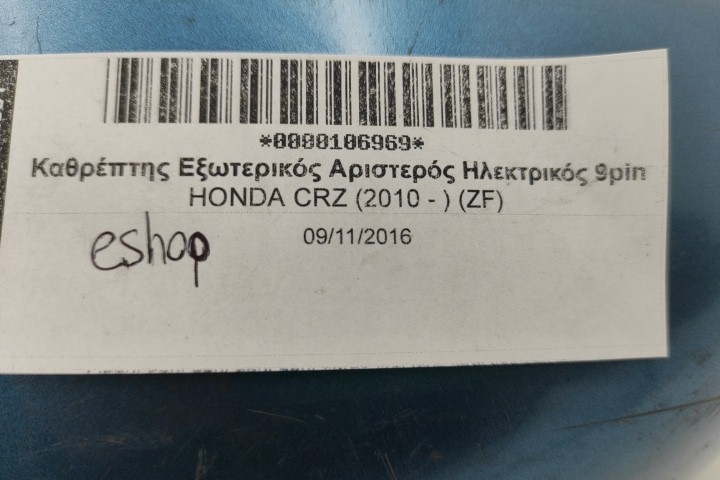 *0000106969*
Καθρέπτης Εξωτερικός Αριστερός Ηλεκτρικός 9pin
HONDA CRZ (2010 - ) (ZF)
eshop
09/11/2016